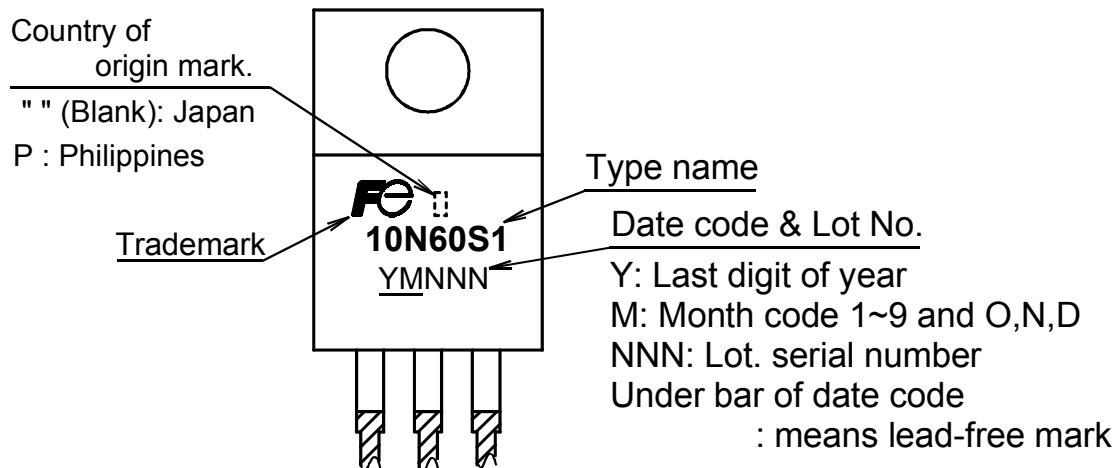 Country of
origin mark.
" " (Blank): Japan
P : Philippines
Trademark
Fe
10N60S1
YMNNN
Type name
Date code & Lot No.
Y: Last digit of year
M: Month code 1~9 and O,N,D
NNN: Lot. serial number
Under bar of date code
: means lead-free mark